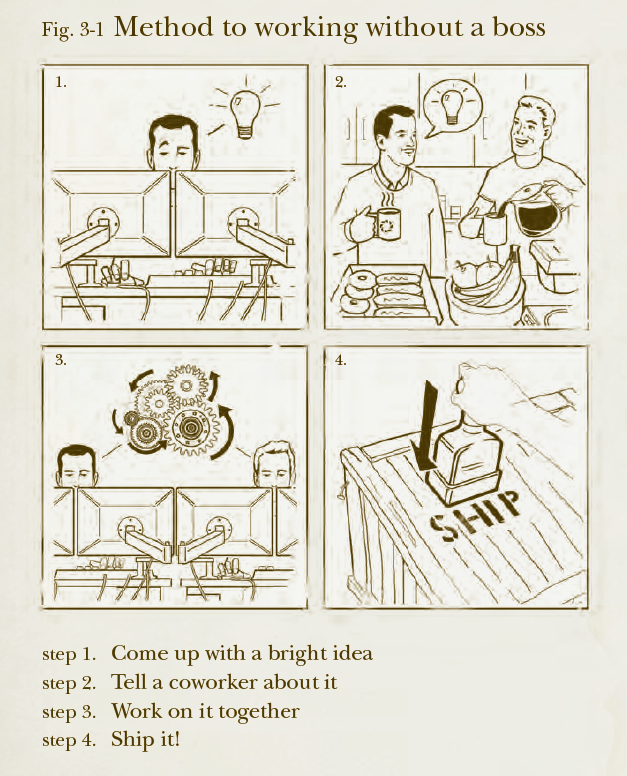 Fig. 3-1 Method to working without a boss
1.
2.
3.
4.
SHIP
step 1. Come up with a bright idea
step 2. Tell a coworker about it
step 3. Work on it together
step 4. Ship it!